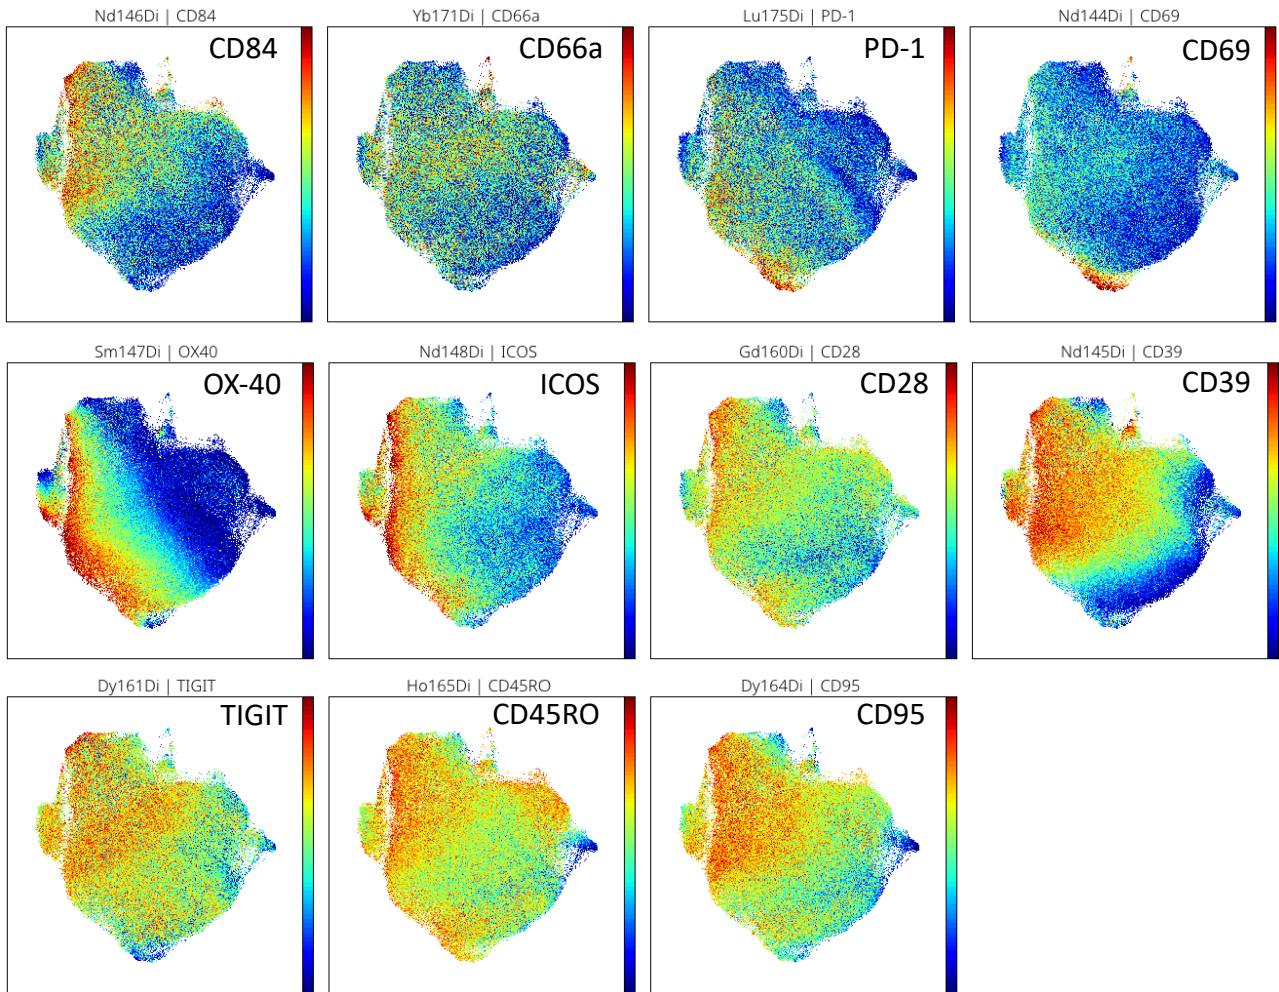 Nd146Di | CD84
CD84
Yb171Di | CD66a
CD66a
Lu175Di | PD-1
PD-1
Nd144Di | CD69
CD69
Sm147Di | OX40
OX-40
Nd148Di | ICOS
ICOS
Gd160Di | CD28
CD28
Nd145Di | CD39
CD39
Dy161Di | TIGIT
TIGIT
Ho165Di | CD45RO
CD45RO
Dy164Di | CD95
CD95